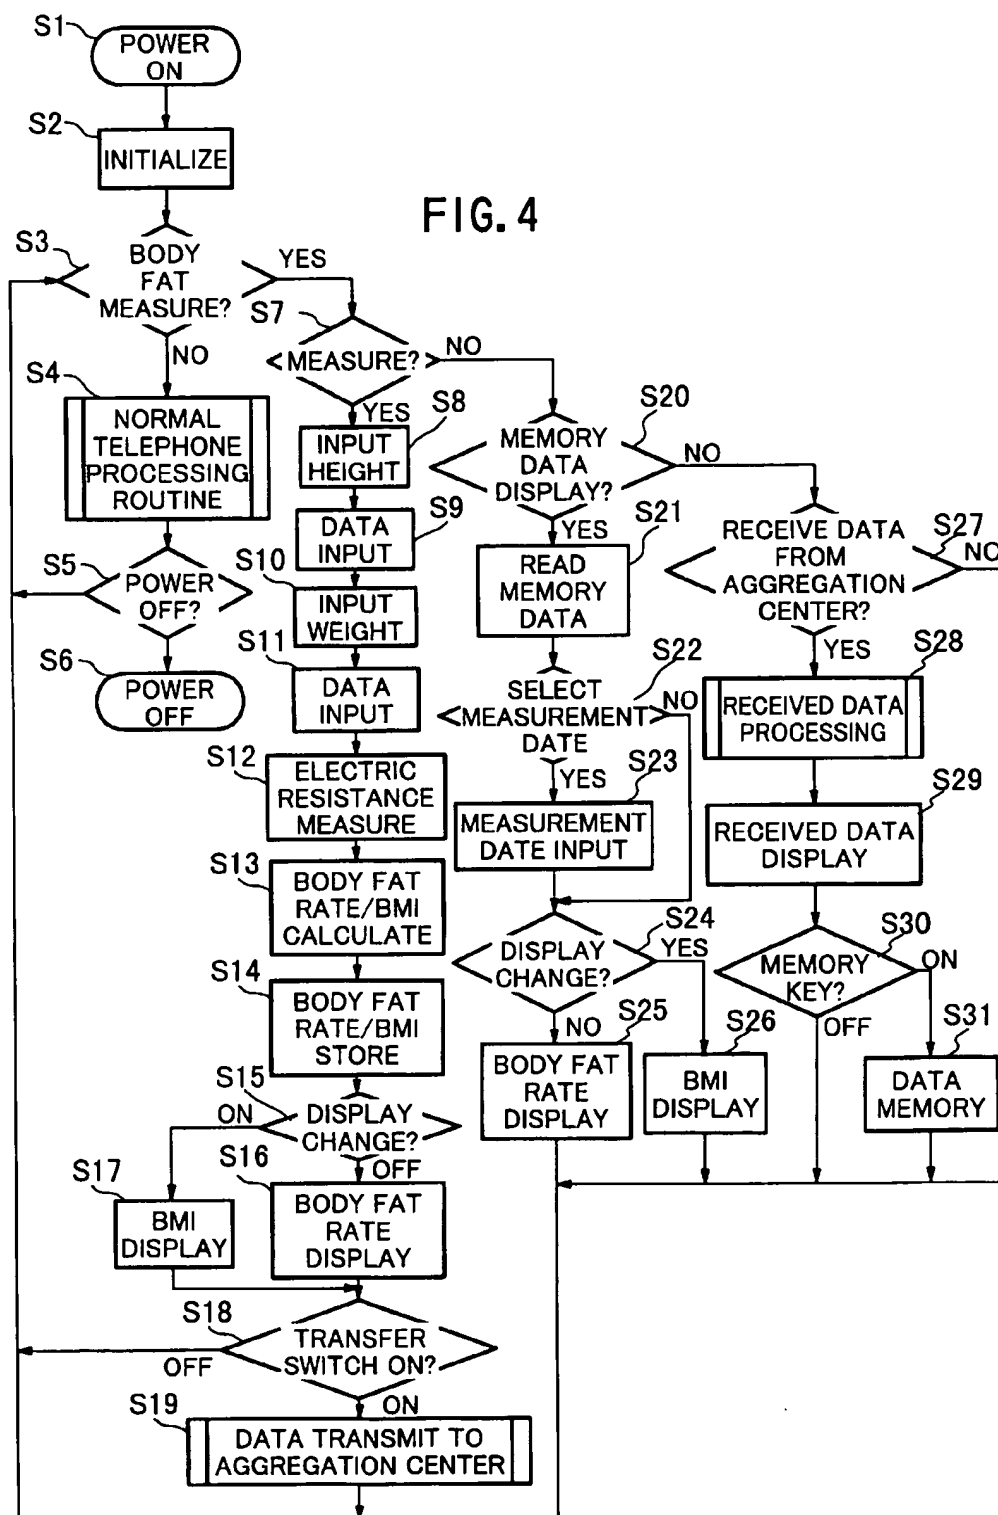 S1
POWER
ON
S2
INITIALIZE
FIG. 4
S3
BODY
FAT
MEASURE?
YES
NO
S4
NORMAL
TELEPHONE
PROCESSING
ROUTINE
S5
POWER
OFF?
S6
POWER
OFF
S7
MEASURE?
NO
YES
S8
INPUT
HEIGHT
S9
DATA
INPUT
S10
INPUT
WEIGHT
S11
DATA
INPUT
S12
ELECTRIC
RESISTANCE
MEASURE
S13
BODY FAT
RATE/BMI
CALCULATE
S14
BODY FAT
RATE/BMI
STORE
S15
ON
DISPLAY
CHANGE?
OFF
S16
BODY FAT
RATE
DISPLAY
S17
BMI
DISPLAY
S18
TRANSFER
SWITCH ON?
OFF
ON
S19
DATA TRANSMIT TO
AGGREGATION CENTER
S20
MEMORY
DATA
DISPLAY?
NO
YES
S21
READ
MEMORY
DATA
S22
SELECT
MEASUREMENT
DATE
NO
YES
S23
MEASUREMENT
DATE INPUT
S24
DISPLAY
CHANGE?
YES
NO
S25
BODY FAT
RATE
DISPLAY
S26
BMI
DISPLAY
S27
RECEIVE DATA
FROM
AGGREGATION
CENTER?
NO
YES
S28
RECEIVED DATA
PROCESSING
S29
RECEIVED DATA
DISPLAY
S30
MEMORY
KEY?
ON
OFF
S31
DATA
MEMORY